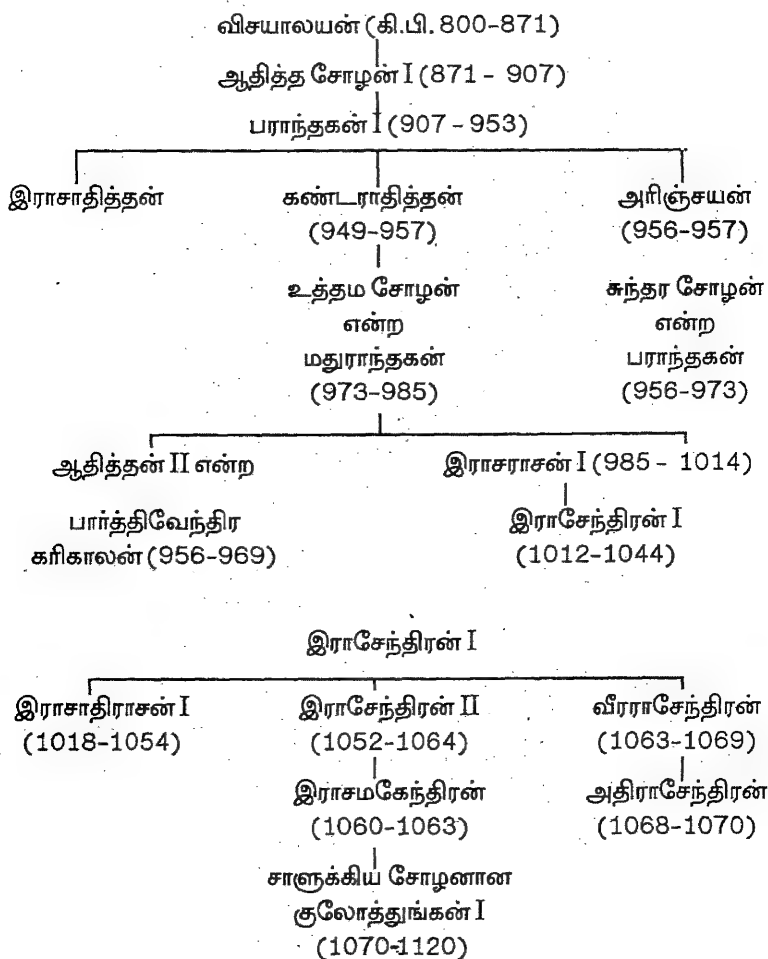 விசயாலயன் (கி.பி. 800-871)
ஆதித்த சோழன் I (871 - 907)
பராந்தகன் I (907 - 953)
இராசாதித்தன் கண்டராதித்தன் அரிஞ்சயன்
(949-957) (956-957)
உத்தம சோழன் சுந்தர சோழன்
என்ற என்ற
மதுராந்தகன் பராந்தகன்
(973-985) (956-973)
ஆதித்தன் II என்ற இராசராசன் I (985 - 1014)
பார்த்திவேந்திர இராசேந்திரன் I
கரிகாலன் (956-969) (1012-1044)
இராசேந்திரன் I
இராசாதிராசன் I இராசேந்திரன் II வீரராசேந்திரன்
(1018-1054) (1052-1064) (1063-1069)
இராசமகேந்திரன் அதிராசேந்திரன்
(1060-1063) (1068-1070)
சாளுக்கிய சோழனான
குலோத்துங்கன் I
(1070-1120)